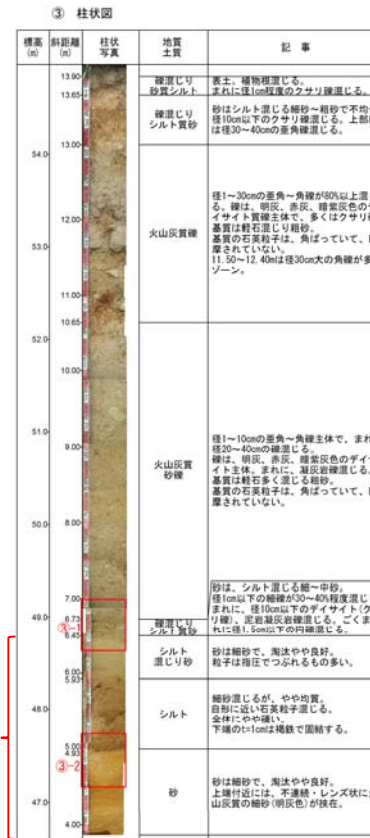 ③ 柱状図
標高
(m)
斜距離
(m)
柱状
写真
地質
土質
記 事
13.90
13.65
礫混じり
砂質シルト
表土。植物根混じる。
まれに径1cm程度のクサリ礫混じる。
礫混じり
シルト質砂
砂はシルト混じる細砂~粗砂で不均
径10cm以下のクサリ礫混じる。上部
は径30~40cmの亜角礫混じる。
54.0
13.00
12.00
53.0
11.00
10.65
火山灰質礫
径1~30cmの亜角~角礫が80%以上混
る。礫は、明灰、赤灰、暗紫灰色の
イサイト質礫主体で、多くはクサリ
基質は軽石混じり粗砂。
基質の石英粒子は、角ばっていて、
摩されていない。
11.50~12.40mは径30cm大の角礫が多
ゾーン。
52.0
10.00
51.0
9.00
50.0
8.00
火山灰質
砂礫
径1~10cmの亜角~角礫主体で、まれ
径20~40cmの礫混じる。
礫は、明灰、赤灰、暗紫灰色のデイ
イト主体。まれに、凝灰岩礫混じる
基質は軽石多く混じる粗砂。
基質の石英粒子は、角ばっていて、
摩されていない。
7.00
49.0
6.73
③-1
6.45
礫混じり
シルト質砂
砂は、シルト混じる細~中砂。
径1cm以下の細礫が30~40%程度混じ
まれに、径10cm以下のデイサイト(ク
リ礫)、泥岩凝灰岩礫混じる。ごくま
れに径1.5cm以下の円礫混じる。
6.00
5.93
シルト
混じり砂
砂は細砂で、淘汰やや良好。
粒子は指圧でつぶれるもの多い。
48.0
5.00
4.93
シルト
細砂混じるが、やや均質。
自形に近い石英粒子混じる。
全体にやや硬い。
下端のt=1cmは褐鉄で固結する。
③-2
47.0
4.00
砂
砂は細砂で、淘汰やや良好。
上端付近には、不連続・レンズ状に
山灰質の細砂(明灰色)が挟在。